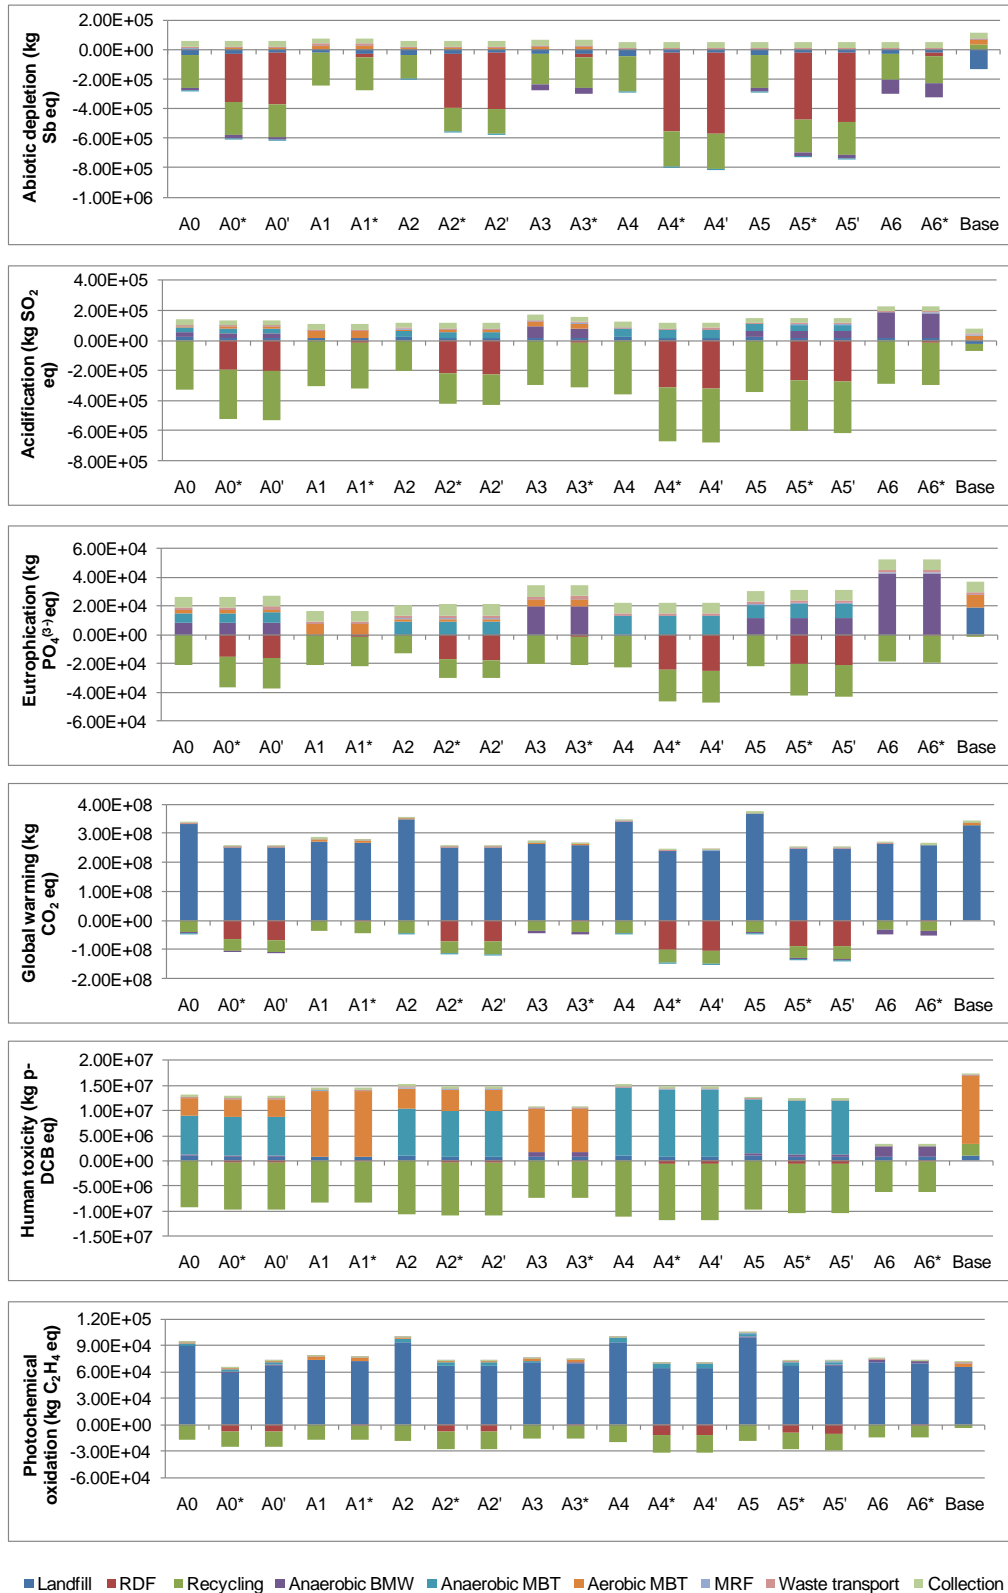 Abiotic depletion (kg
Sb eq)
2.00E+05
0.00E+00
-2.00E+05
-4.00E+05
-6.00E+05
-8.00E+05
-1.00E+06
A0 A0* A0' A1 A1* A2 A2* A2' A3 A3* A4 A4* A4' A5 A5* A5' A6 A6* Base
Acidification (kg SO2
eq)
4.00E+05
2.00E+05
0.00E+00
-2.00E+05
-4.00E+05
-6.00E+05
-8.00E+05
A0 A0* A0' A1 A1* A2 A2* A2' A3 A3* A4 A4* A4' A5 A5* A5' A6 A6* Base
Eutrophication (kg
PO4(3-) eq)
6.00E+04
4.00E+04
2.00E+04
0.00E+00
-2.00E+04
-4.00E+04
-6.00E+04
A0 A0* A0' A1 A1* A2 A2* A2' A3 A3* A4 A4* A4' A5 A5* A5' A6 A6* Base
Global warming (kg
CO2 eq)
4.00E+08
3.00E+08
2.00E+08
1.00E+08
0.00E+00
-1.00E+08
-2.00E+08
A0 A0* A0' A1 A1* A2 A2* A2' A3 A3* A4 A4* A4' A5 A5* A5' A6 A6* Base
Human toxicity (kg p-
DCB eq)
2.00E+07
1.50E+07
1.00E+07
5.00E+06
0.00E+00
-5.00E+06
-1.00E+07
-1.50E+07
A0 A0* A0' A1 A1* A2 A2* A2' A3 A3* A4 A4* A4' A5 A5* A5' A6 A6* Base
Photochemical
oxidation (kg C2H4 eq)
1.20E+05
9.00E+04
6.00E+04
3.00E+04
0.00E+00
-3.00E+04
-6.00E+04
A0 A0* A0' A1 A1* A2 A2* A2' A3 A3* A4 A4* A4' A5 A5* A5' A6 A6* Base
Landfill RDF Recycling Anaerobic BMW Anaerobic MBT Aerobic MBT MRF Waste transport Collection